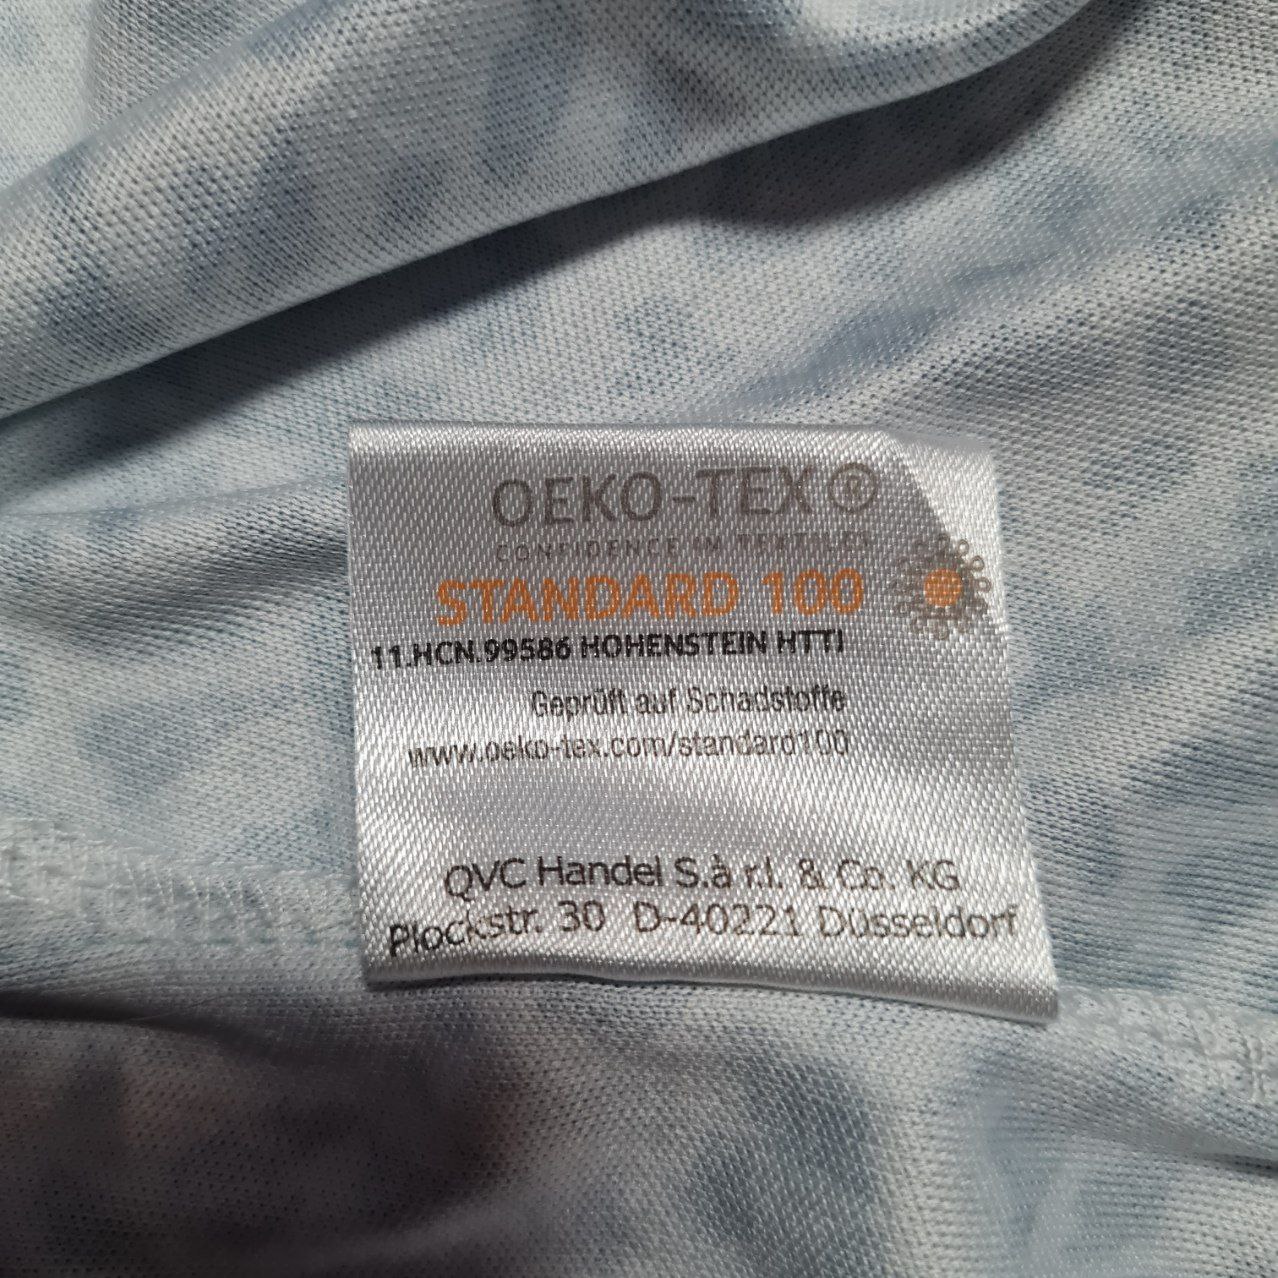 OEKO-TEX®
CONFIDENCE IN TEXTILES
STANDARD 100
11.HCN.99586 HOHENSTEIN HTTI
Geprüft auf Schadstoffe
www.oeko-tex.com/standard100
QVC Handel S.à r.l. & Co. KG
Plockstr. 30 D-40221 Düsseldorf